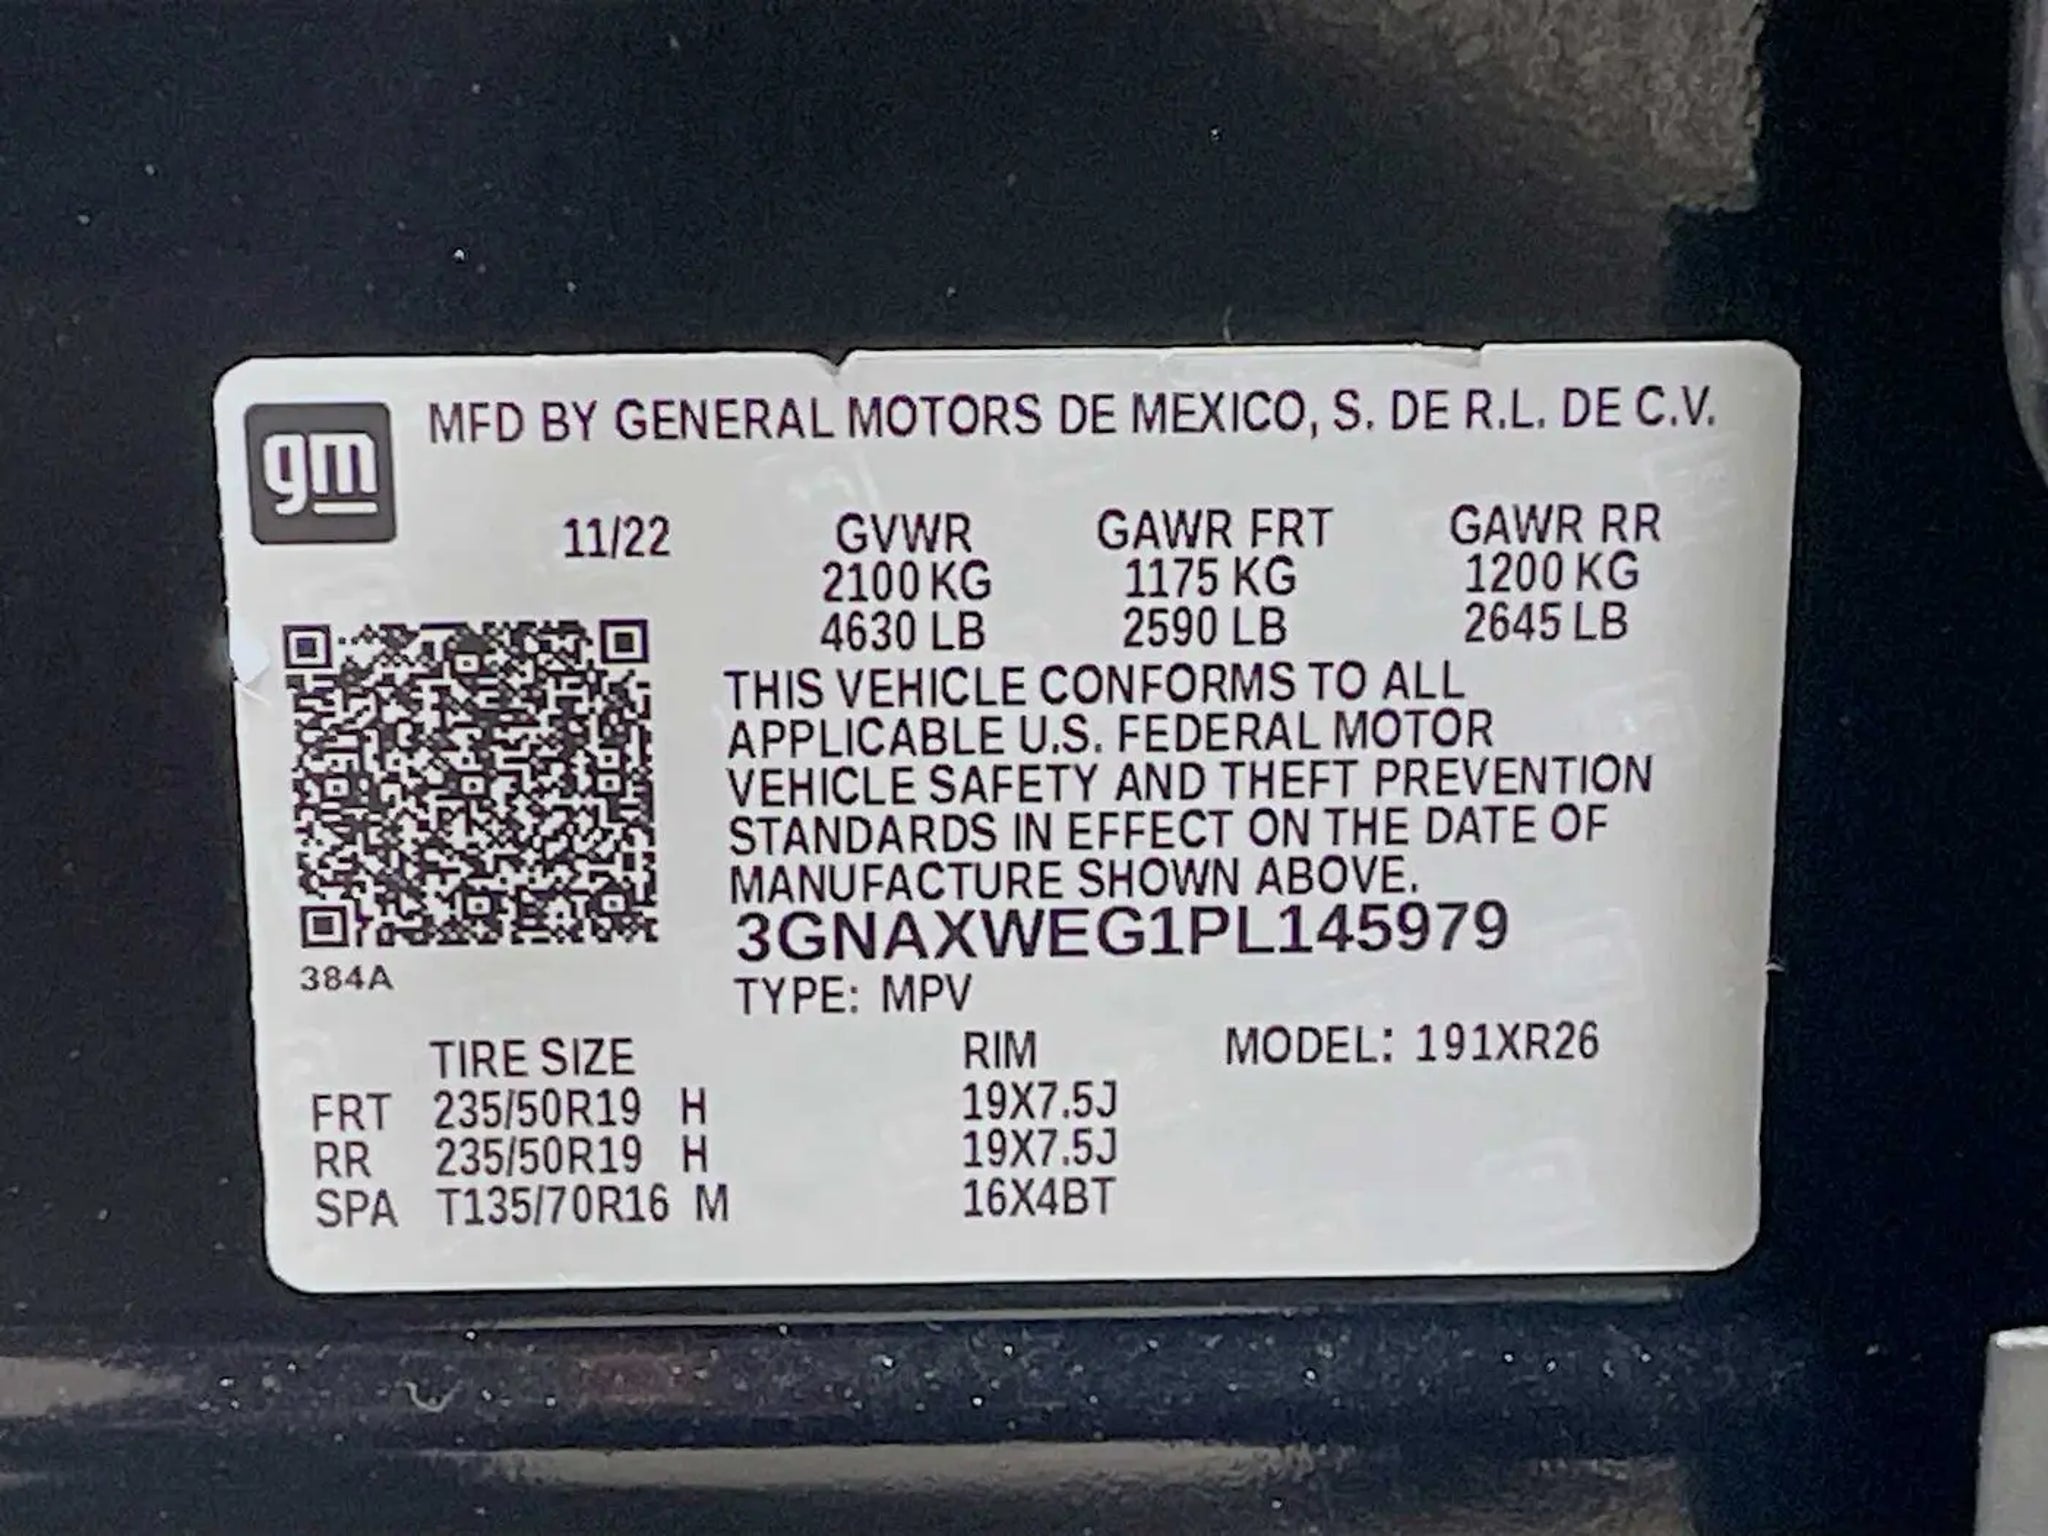 gm
MFD BY GENERAL MOTORS DE MEXICO, S. DE R.L. DE C.V.
11/22 GVWR GAWR FRT GAWR RR
2100 KG 1175 KG 1200 KG
4630 LB 2590 LB 2645 LB
THIS VEHICLE CONFORMS TO ALL
APPLICABLE U.S. FEDERAL MOTOR
VEHICLE SAFETY AND THEFT PREVENTION
STANDARDS IN EFFECT ON THE DATE OF
MANUFACTURE SHOWN ABOVE.
3GNAXWEG1PL145979
384A
TYPE: MPV
TIRE SIZE RIM MODEL: 191XR26
FRT 235/50R19 H 19X7.5J
RR 235/50R19 H 19X7.5J
SPA T135/70R16 M 16X4BT